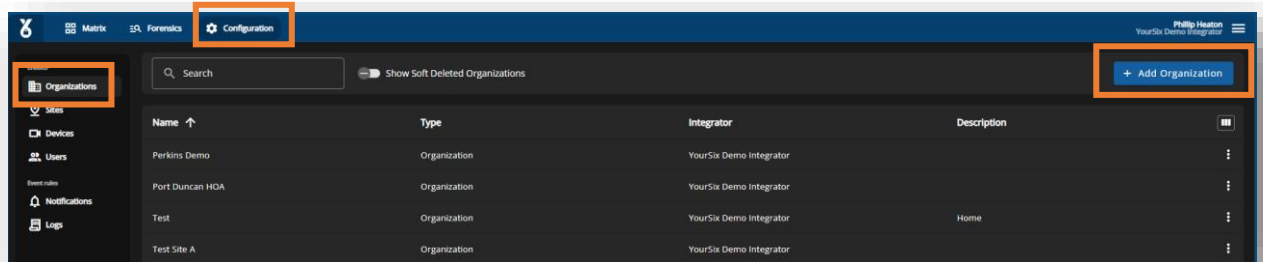 Matrix Forensics Configuration Phillip Heaton
YourSix Demo Integrator
Organizations
Sites
Devices
Users
Event rules
Notifications
Logs
Search Show Soft Deleted Organizations + Add Organization
Name ↑ Type Integrator Description
Perkins Demo Organization YourSix Demo Integrator
Port Duncan HOA Organization YourSix Demo Integrator
Test Organization YourSix Demo Integrator Home
Test Site A Organization YourSix Demo Integrator